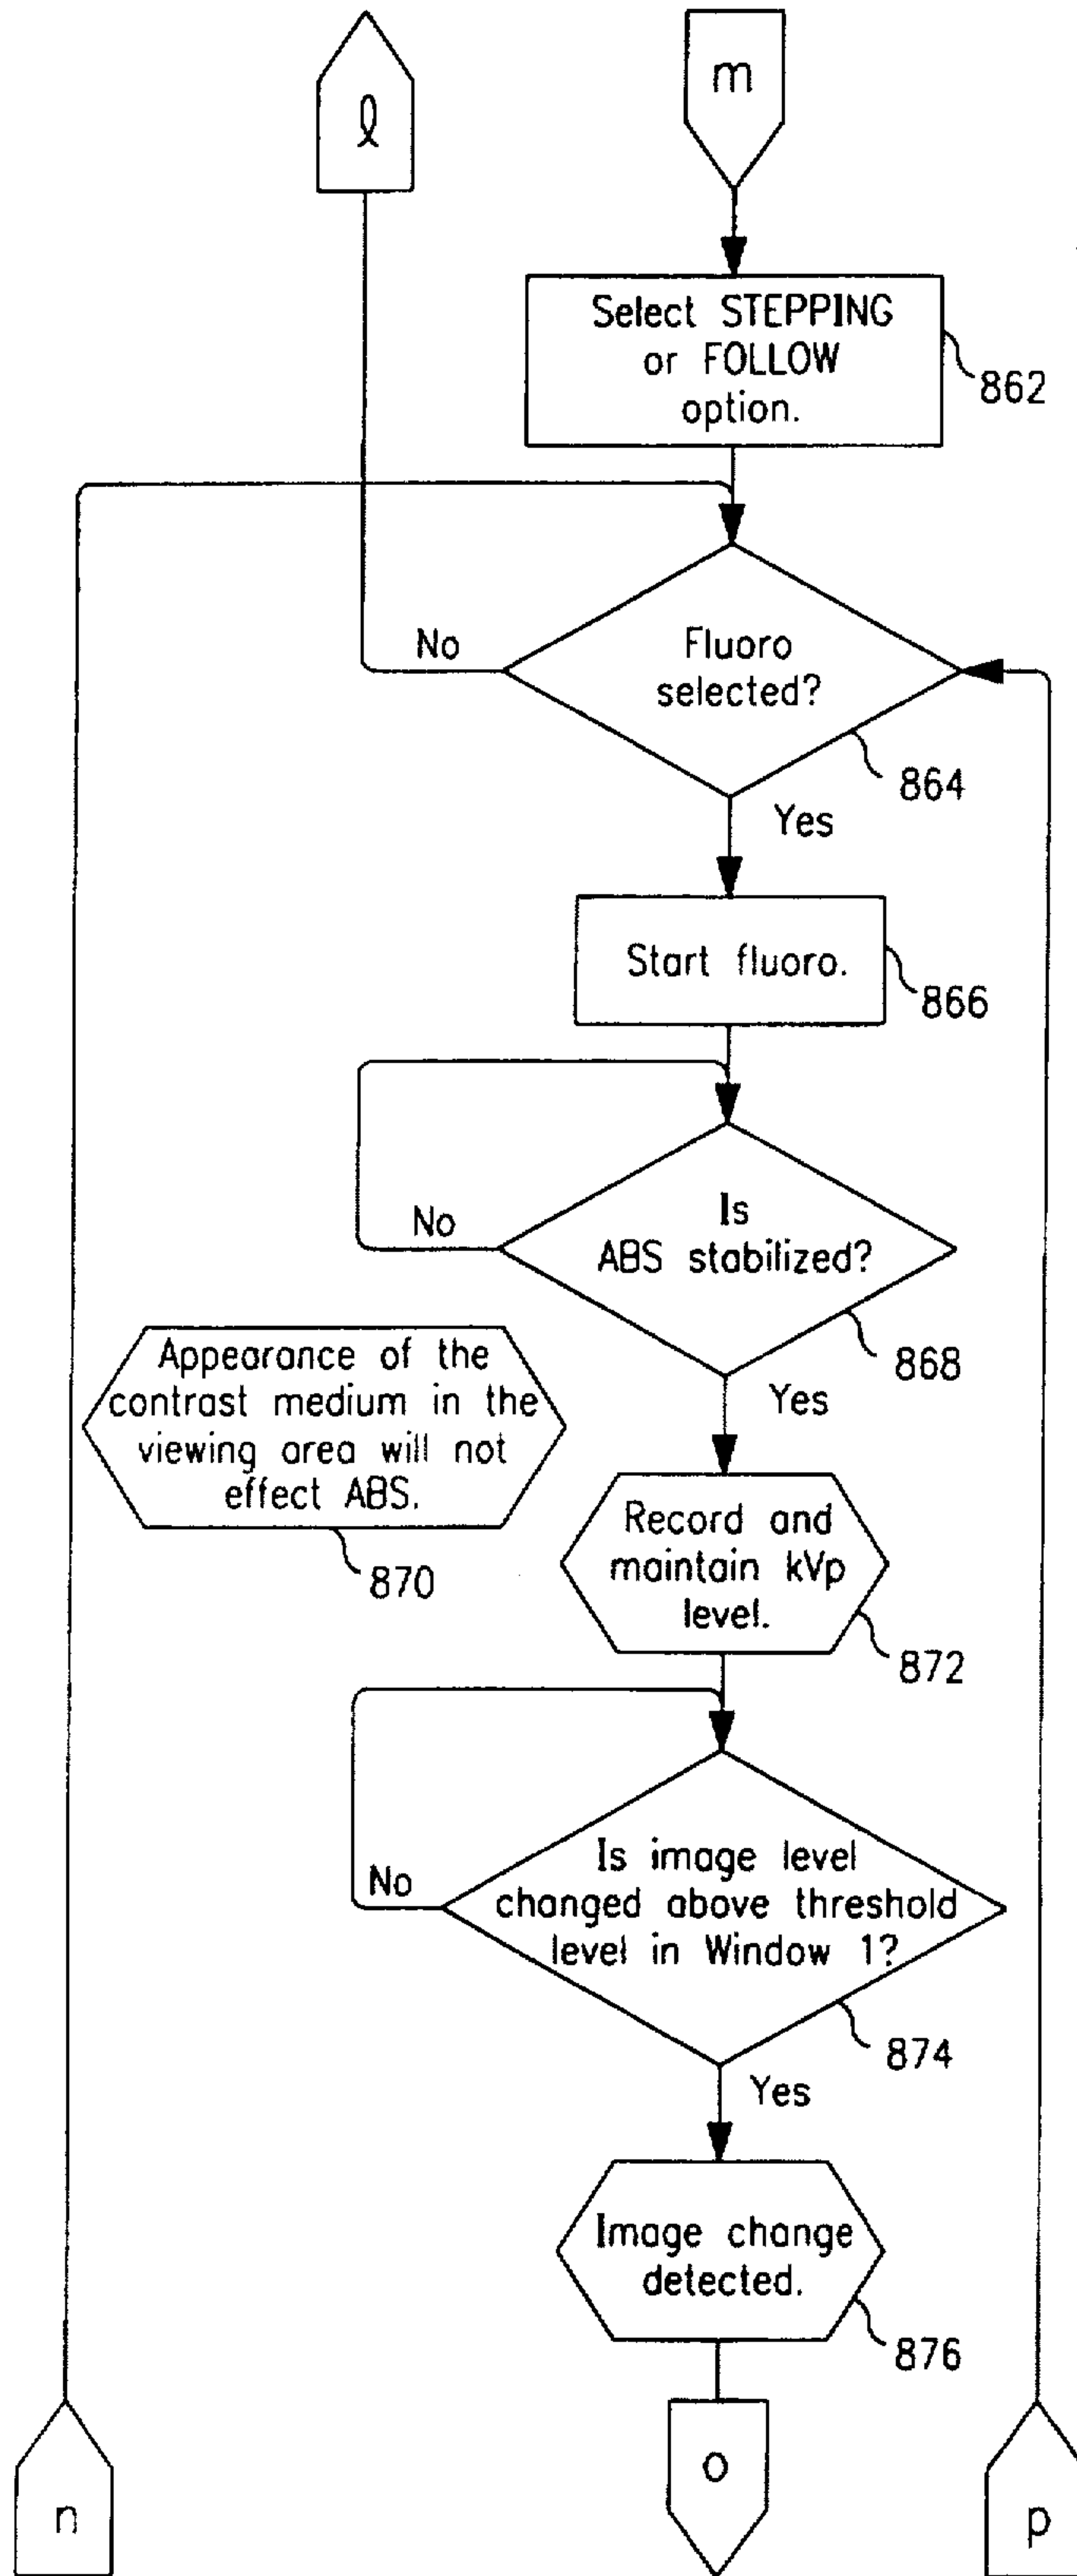 l
m
Select STEPPING
or FOLLOW
option.
862
No
Fluoro
selected?
864
Yes
Start fluoro.
866
No
Is
ABS stabilized?
868
Yes
Appearance of the
contrast medium in the
viewing area will not
effect ABS.
870
Record and
maintain kVp
level.
872
No
Is image level
changed above threshold
level in Window 1?
874
Yes
Image change
detected.
876
n
o
p